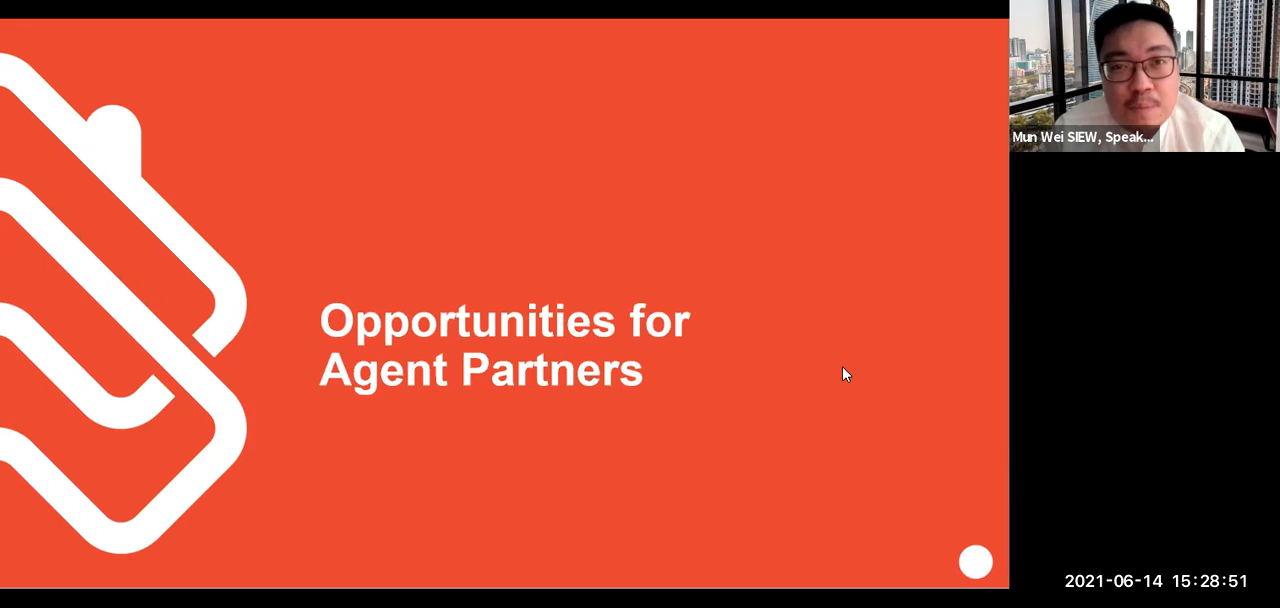 Mun Wei SIEW, Speak...
Opportunities for
Agent Partners
2021-06-14 15:28:51